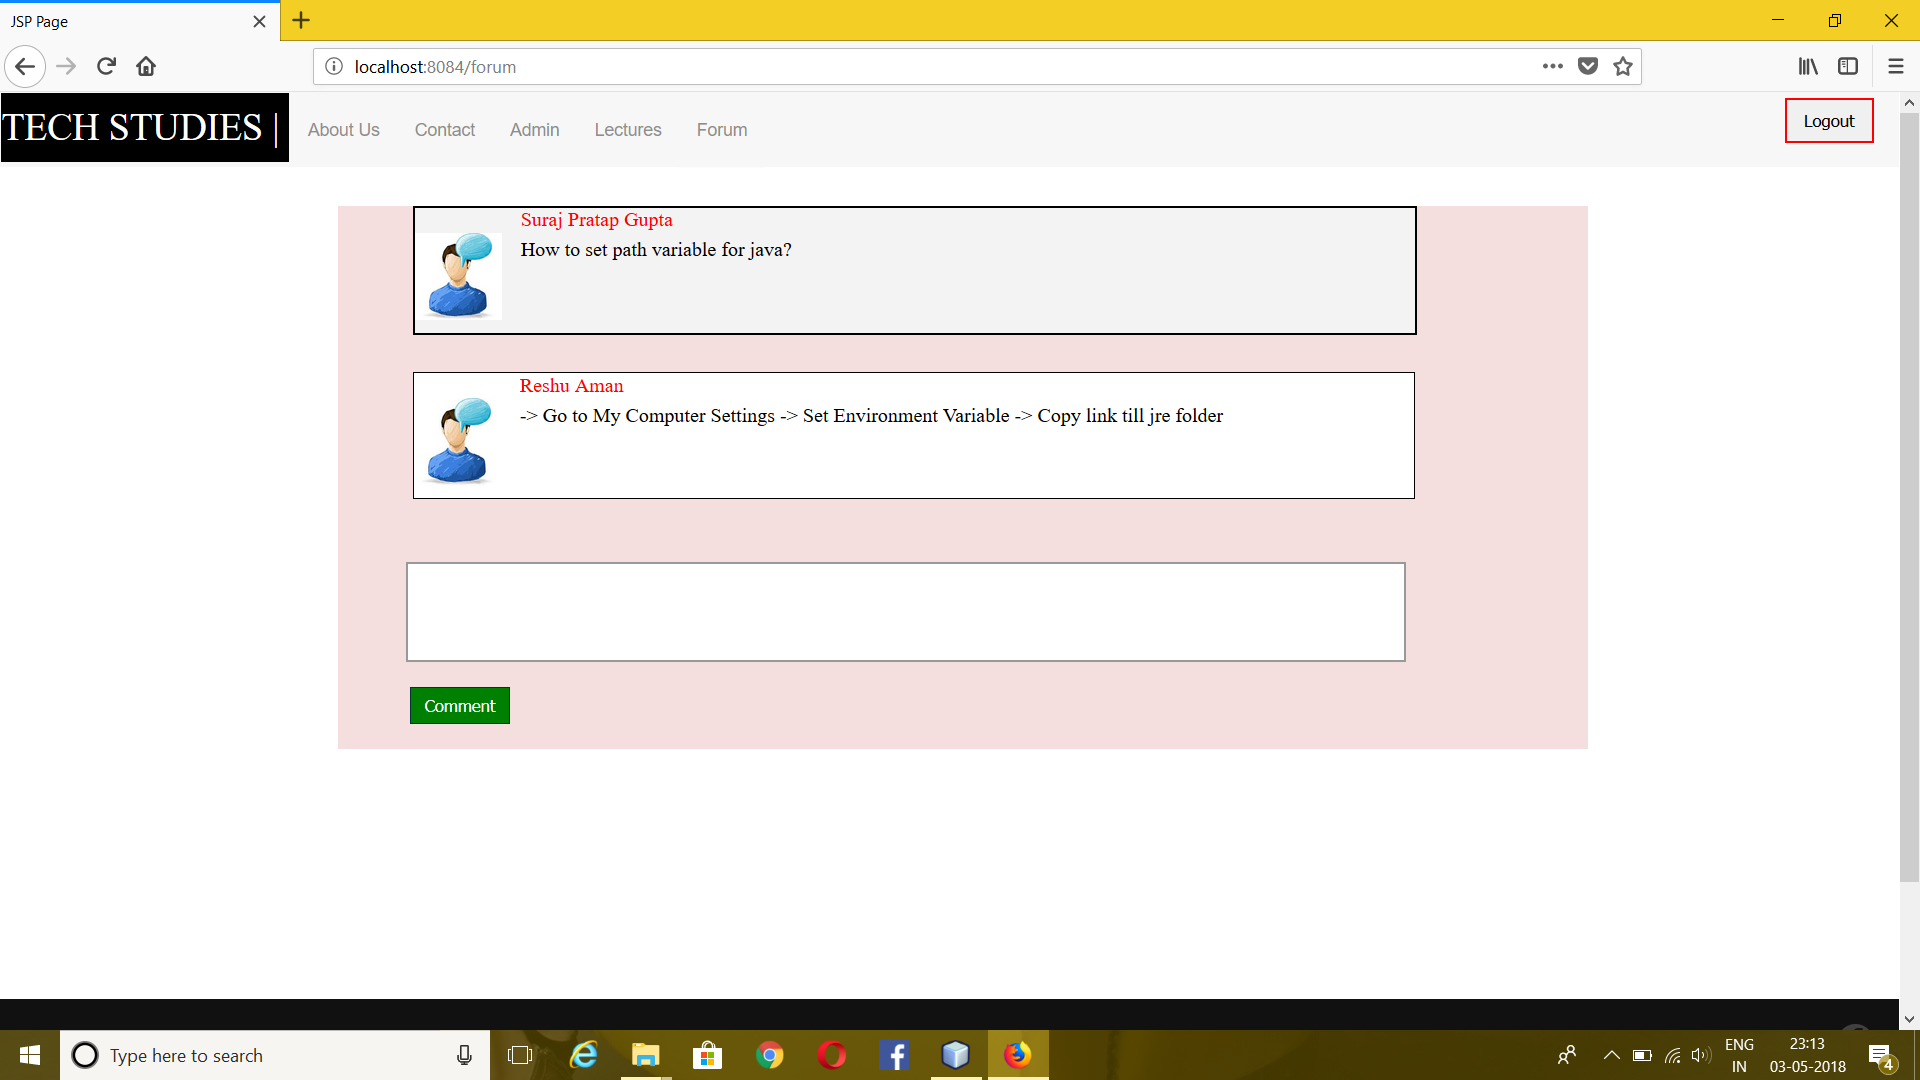 JSP Page
localhost:8084/forum
TECH STUDIES |
About Us
Contact
Admin
Lectures
Forum
Logout
Suraj Pratap Gupta
How to set path variable for java?
Reshu Aman
-> Go to My Computer Settings -> Set Environment Variable -> Copy link till jre folder
Comment
Type here to search
ENG
IN
23:13
03-05-2018
4